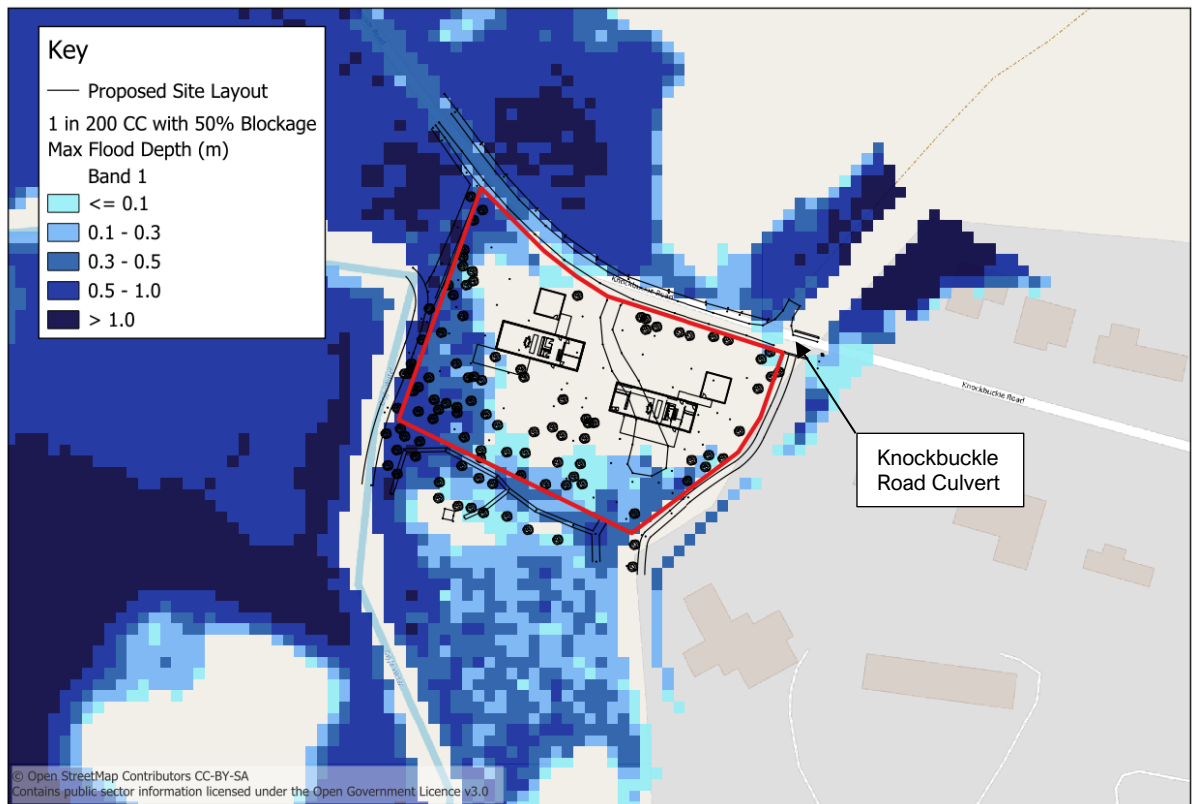 Key
Proposed Site Layout
1 in 200 CC with 50% Blockage
Max Flood Depth (m)
Band 1
<= 0.1
0.1 - 0.3
0.3 - 0.5
0.5 - 1.0
> 1.0
Knockbuckle Road
Knockbuckle Road
Knockbuckle
Road Culvert
© Open StreetMap Contributors CC-BY-SA
Contains public sector information licensed under the Open Government Licence v3.0